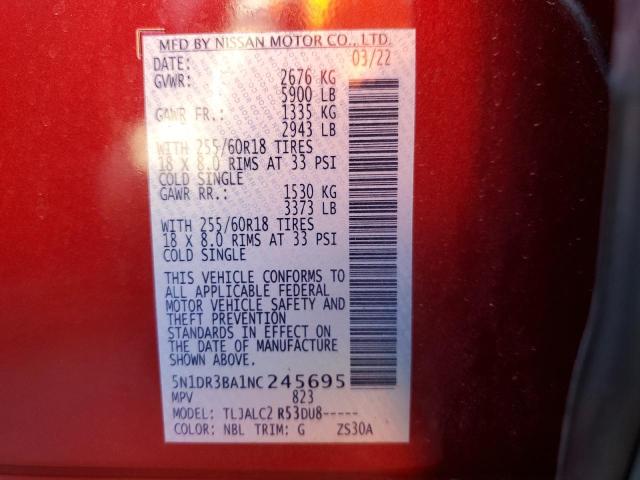 MFD BY NISSAN MOTOR CO., LTD.
DATE: 03/22
GVWR: 2676 KG
5900 LB
GAWR FR.: 1335 KG
2943 LB
WITH 255/60R18 TIRES
18 X 8.0 RIMS AT 33 PSI
COLD SINGLE
GAWR RR.: 1530 KG
3373 LB
WITH 255/60R18 TIRES
18 X 8.0 RIMS AT 33 PSI
COLD SINGLE
THIS VEHICLE CONFORMS TO
ALL APPLICABLE FEDERAL
MOTOR VEHICLE SAFETY AND
THEFT PREVENTION
STANDARDS IN EFFECT ON
THE DATE OF MANUFACTURE
SHOWN ABOVE.
5N1DR3BA1NC245695
MPV 823
MODEL: TLJALC2 R53DU8-----
COLOR: NBL TRIM: G ZS30A